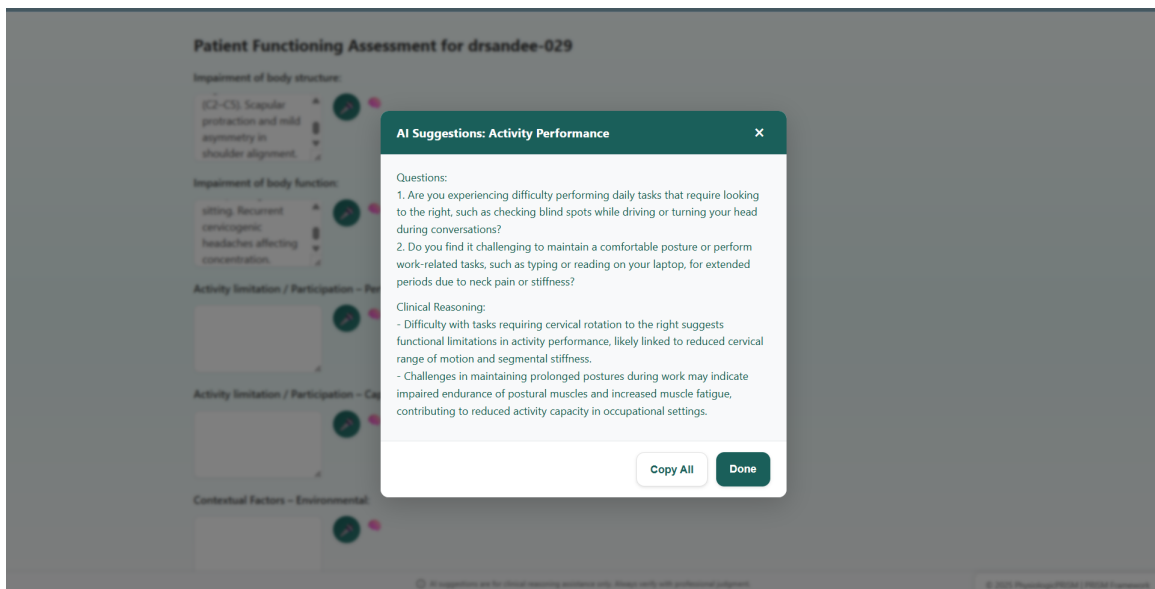 Patient Functioning Assessment for drsandee-029
Impairment of body structure:
(C2-C5). Scapular
protraction and mild
asymmetry in
shoulder alignment.
Impairment of body function:
sitting. Recurrent
cervicogenic
headaches affecting
concentration.
Activity limitation / Participation – Per
Activity limitation / Participation – Cap
Contextual Factors – Environmental:
AI Suggestions: Activity Performance
×
Questions:
1. Are you experiencing difficulty performing daily tasks that require looking
to the right, such as checking blind spots while driving or turning your head
during conversations?
2. Do you find it challenging to maintain a comfortable posture or perform
work-related tasks, such as typing or reading on your laptop, for extended
periods due to neck pain or stiffness?
Clinical Reasoning:
- Difficulty with tasks requiring cervical rotation to the right suggests
functional limitations in activity performance, likely linked to reduced cervical
range of motion and segmental stiffness.
- Challenges in maintaining prolonged postures during work may indicate
impaired endurance of postural muscles and increased muscle fatigue,
contributing to reduced activity capacity in occupational settings.
Copy All
Done
AI suggestions are for clinical reasoning assistance only. Always verify with professional judgment.
© 2025 PhysiologicPRISM | PRISM Framework